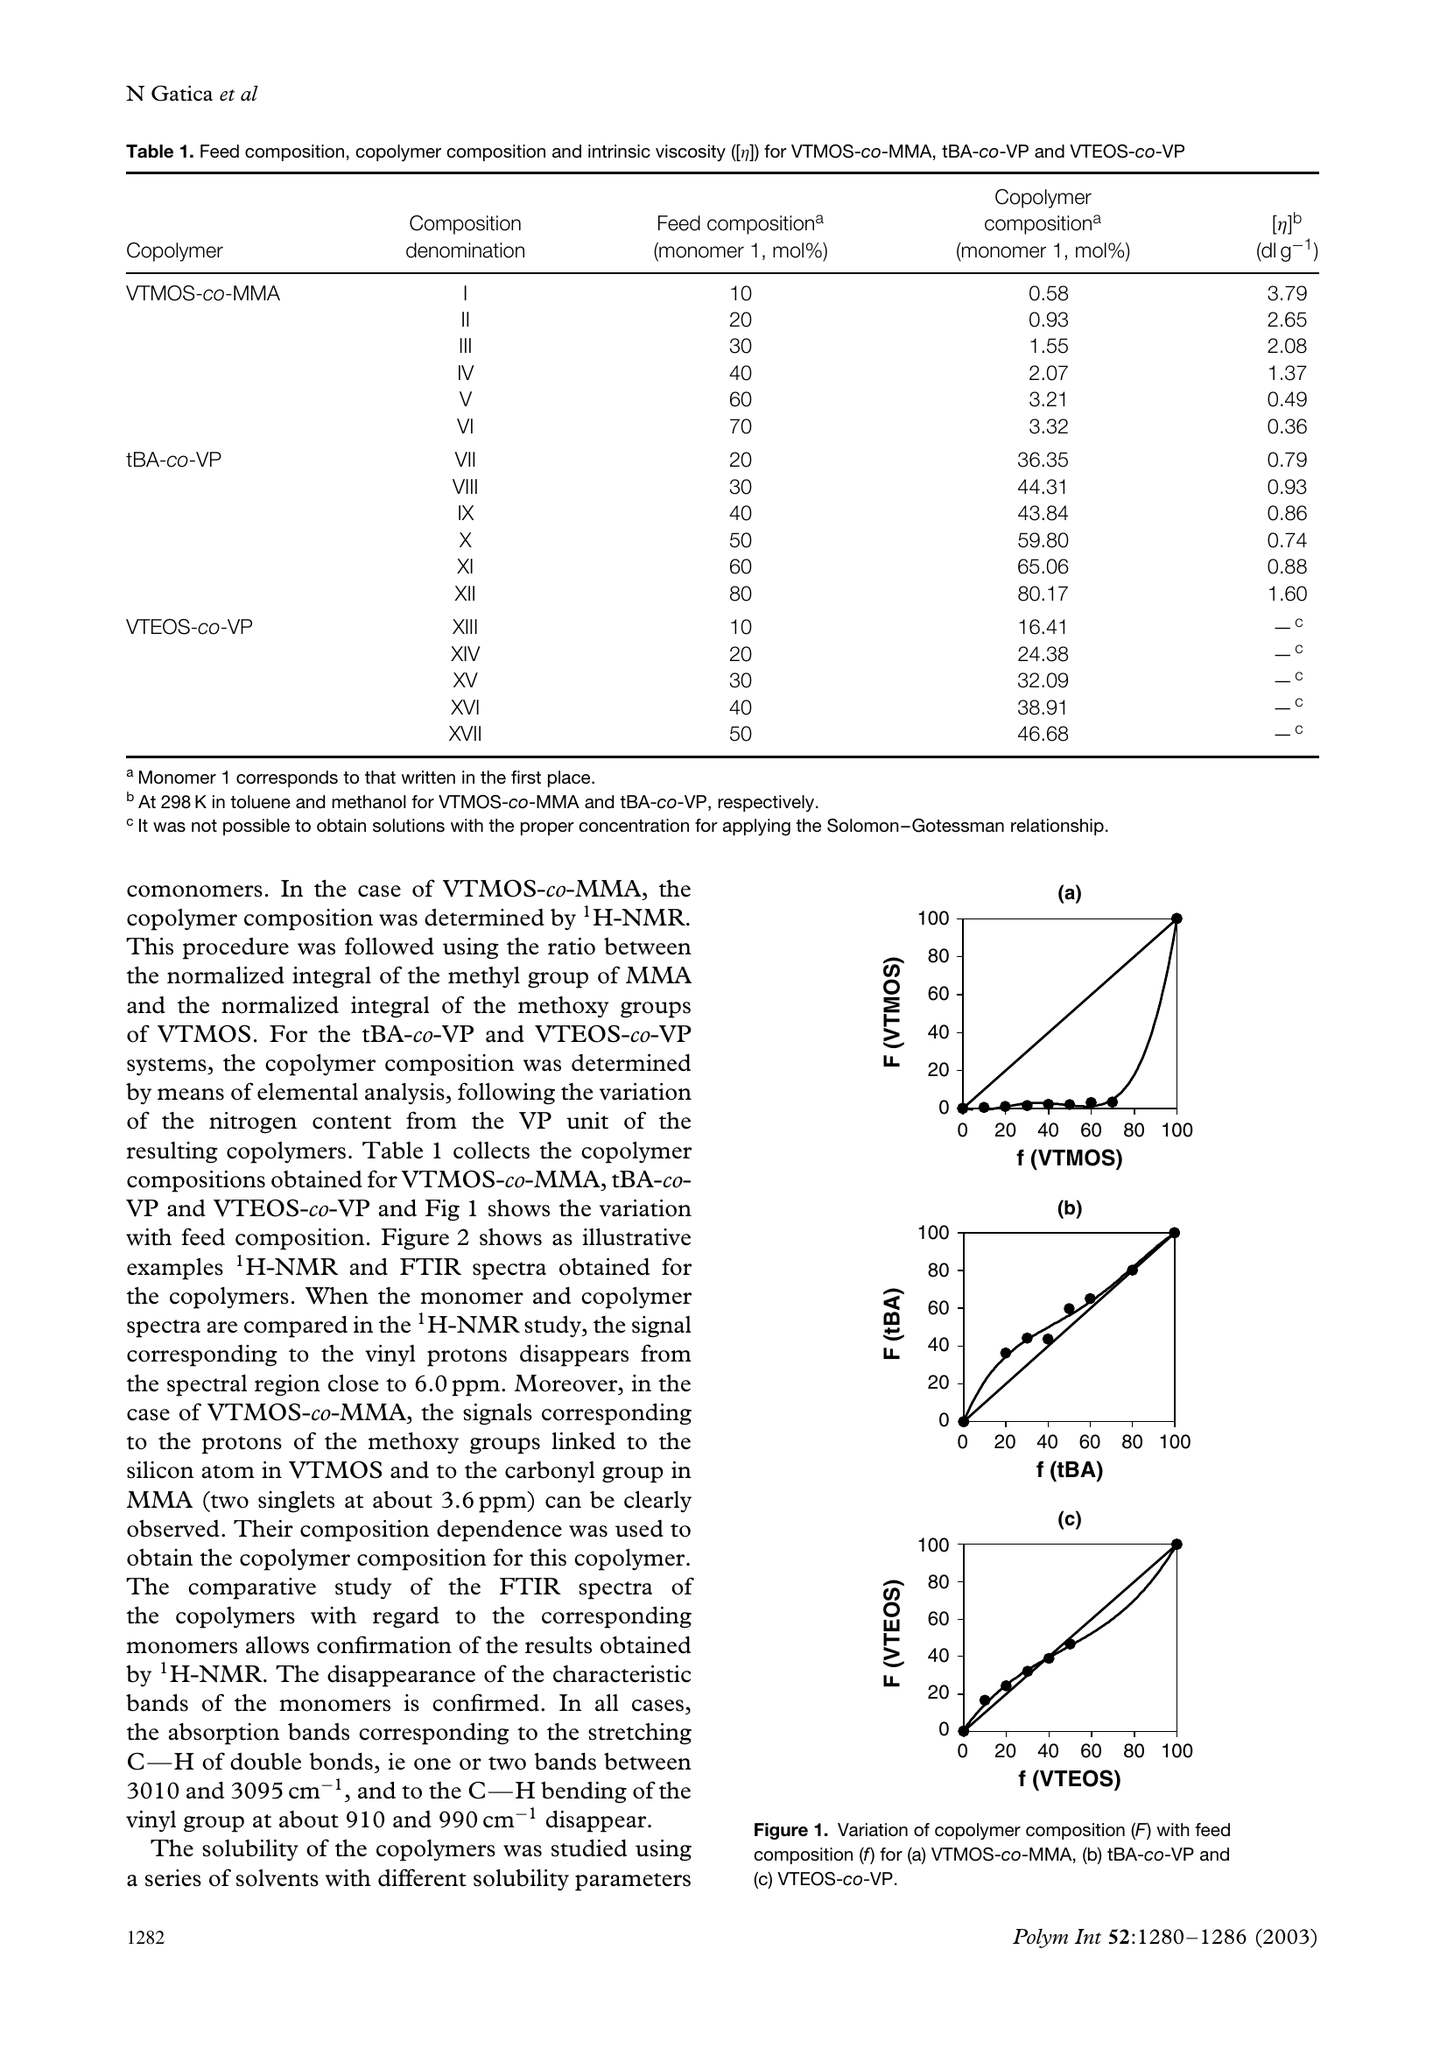 N Gatica et al
Table 1. Feed composition, copolymer composition and intrinsic viscosity ([η]) for VTMOS-co-MMA, tBA-co-VP and VTEOS-co-VP
Copolymer
Composition
denomination
Feed compositionᵃ
(monomer 1, mol%)
Copolymer
compositionᵃ
(monomer 1, mol%)
[η]ᵇ
(dl g⁻¹)
VTMOS-co-MMA I 10 0.58 3.79
II 20 0.93 2.65
III 30 1.55 2.08
IV 40 2.07 1.37
V 60 3.21 0.49
VI 70 3.32 0.36
tBA-co-VP VII 20 36.35 0.79
VIII 30 44.31 0.93
IX 40 43.84 0.86
X 50 59.80 0.74
XI 60 65.06 0.88
XII 80 80.17 1.60
VTEOS-co-VP XIII 10 16.41 —ᶜ
XIV 20 24.38 —ᶜ
XV 30 32.09 —ᶜ
XVI 40 38.91 —ᶜ
XVII 50 46.68 —ᶜ
ᵃ Monomer 1 corresponds to that written in the first place.
ᵇ At 298 K in toluene and methanol for VTMOS-co-MMA and tBA-co-VP, respectively.
ᶜ It was not possible to obtain solutions with the proper concentration for applying the Solomon–Gotessman relationship.
comonomers. In the case of VTMOS-co-MMA, the
copolymer composition was determined by ¹H-NMR.
This procedure was followed using the ratio between
the normalized integral of the methyl group of MMA
and the normalized integral of the methoxy groups
of VTMOS. For the tBA-co-VP and VTEOS-co-VP
systems, the copolymer composition was determined
by means of elemental analysis, following the variation
of the nitrogen content from the VP unit of the
resulting copolymers. Table 1 collects the copolymer
compositions obtained for VTMOS-co-MMA, tBA-co-
VP and VTEOS-co-VP and Fig 1 shows the variation
with feed composition. Figure 2 shows as illustrative
examples ¹H-NMR and FTIR spectra obtained for
the copolymers. When the monomer and copolymer
spectra are compared in the ¹H-NMR study, the signal
corresponding to the vinyl protons disappears from
the spectral region close to 6.0 ppm. Moreover, in the
case of VTMOS-co-MMA, the signals corresponding
to the protons of the methoxy groups linked to the
silicon atom in VTMOS and to the carbonyl group in
MMA (two singlets at about 3.6 ppm) can be clearly
observed. Their composition dependence was used to
obtain the copolymer composition for this copolymer.
The comparative study of the FTIR spectra of
the copolymers with regard to the corresponding
monomers allows confirmation of the results obtained
by ¹H-NMR. The disappearance of the characteristic
bands of the monomers is confirmed. In all cases,
the absorption bands corresponding to the stretching
C—H of double bonds, ie one or two bands between
3010 and 3095 cm⁻¹, and to the C—H bending of the
vinyl group at about 910 and 990 cm⁻¹ disappear.
The solubility of the copolymers was studied using
a series of solvents with different solubility parameters
(a)
F (VTMOS)
100
80
60
40
20
0
0 20 40 60 80 100
f (VTMOS)
(b)
F (tBA)
100
80
60
40
20
0
0 20 40 60 80 100
f (tBA)
(c)
F (VTEOS)
100
80
60
40
20
0
0 20 40 60 80 100
f (VTEOS)
Figure 1. Variation of copolymer composition (F) with feed
composition (f) for (a) VTMOS-co-MMA, (b) tBA-co-VP and
(c) VTEOS-co-VP.
1282
Polym Int 52:1280–1286 (2003)